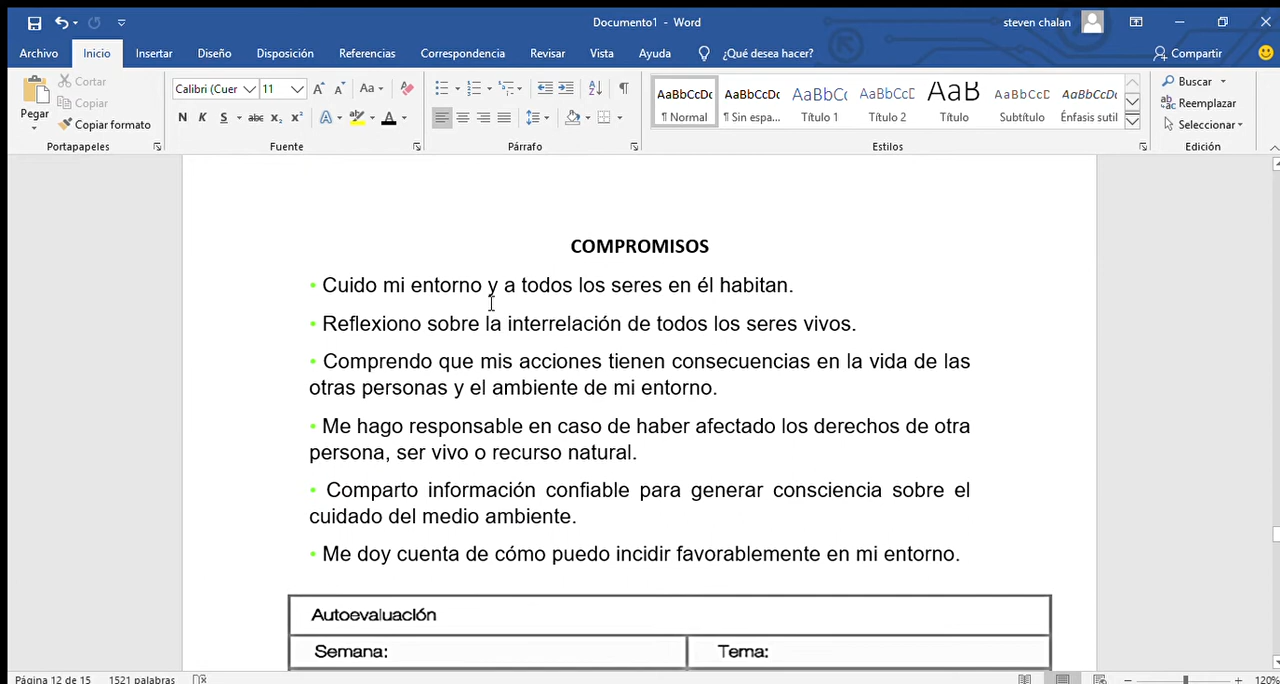 Documento1 - Word
steven chalan
Archivo Inicio Insertar Diseño Disposición Referencias Correspondencia Revisar Vista Ayuda ¿Qué desea hacer? Compartir
Pegar
Cortar
Copiar
Copiar formato
Portapapeles
Calibri (Cuer 11
Aa
N K S abc x₂ x²
A A
Fuente
Párrafo
AaBbCcDc AaBbCcDc AaBbCc AaBbCcD AaB AaBbCcD AaBbCcDc
¶ Normal ¶ Sin espa... Título 1 Título 2 Título Subtítulo Énfasis sutil
Estilos
Buscar
Reemplazar
Seleccionar
Edición
COMPROMISOS
• Cuido mi entorno y a todos los seres en él habitan.
• Reflexiono sobre la interrelación de todos los seres vivos.
• Comprendo que mis acciones tienen consecuencias en la vida de las
otras personas y el ambiente de mi entorno.
• Me hago responsable en caso de haber afectado los derechos de otra
persona, ser vivo o recurso natural.
• Comparto información confiable para generar consciencia sobre el
cuidado del medio ambiente.
• Me doy cuenta de cómo puedo incidir favorablemente en mi entorno.
Autoevaluación
Semana: Tema:
Página 12 de 15 1521 palabras 120%